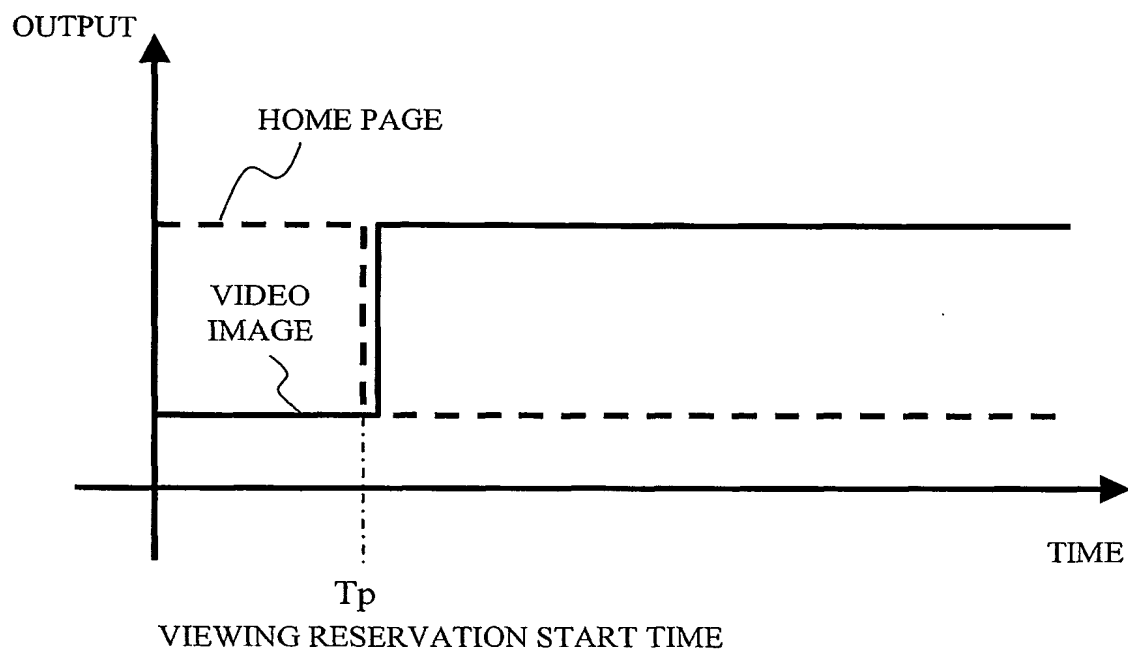 OUTPUT
HOME PAGE
VIDEO
IMAGE
TIME
Tp
VIEWING RESERVATION START TIME